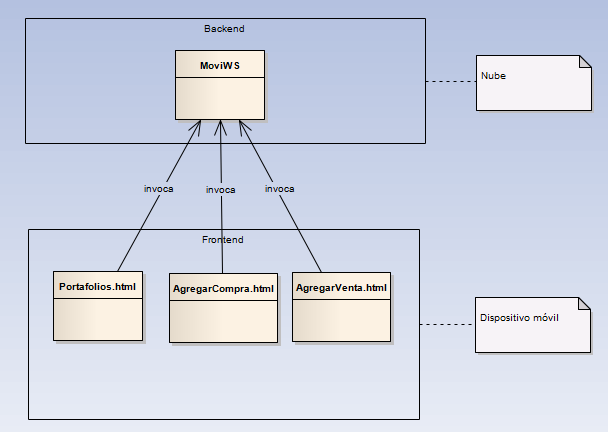 Backend
MoviWS
Nube
invoca
invoca
invoca
Frontend
Portafolios.html
AgregarCompra.html
AgregarVenta.html
Dispositivo móvil